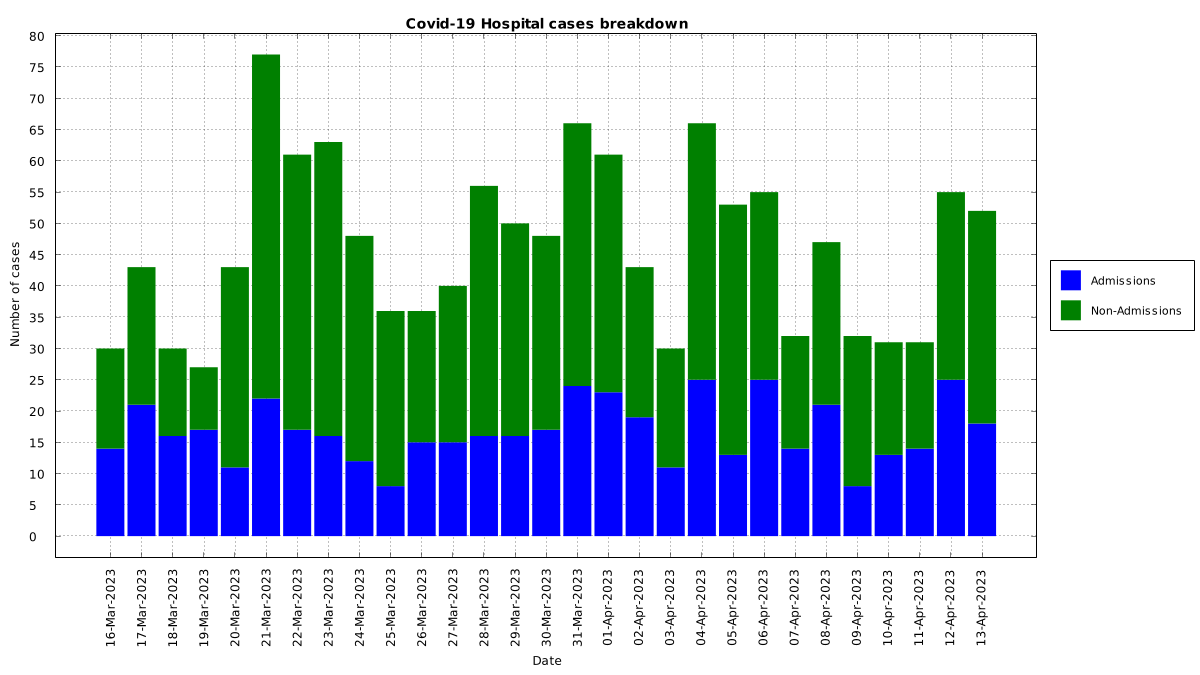 Covid-19 Hospital cases breakdown
80
75
70
65
60
55
50
45
40
35
30
25
20
15
10
5
0
Number of cases
16-Mar-2023
17-Mar-2023
18-Mar-2023
19-Mar-2023
20-Mar-2023
21-Mar-2023
22-Mar-2023
23-Mar-2023
24-Mar-2023
25-Mar-2023
26-Mar-2023
27-Mar-2023
28-Mar-2023
29-Mar-2023
30-Mar-2023
31-Mar-2023
01-Apr-2023
02-Apr-2023
03-Apr-2023
04-Apr-2023
05-Apr-2023
06-Apr-2023
07-Apr-2023
08-Apr-2023
09-Apr-2023
10-Apr-2023
11-Apr-2023
12-Apr-2023
13-Apr-2023
Date
Admissions
Non-Admissions